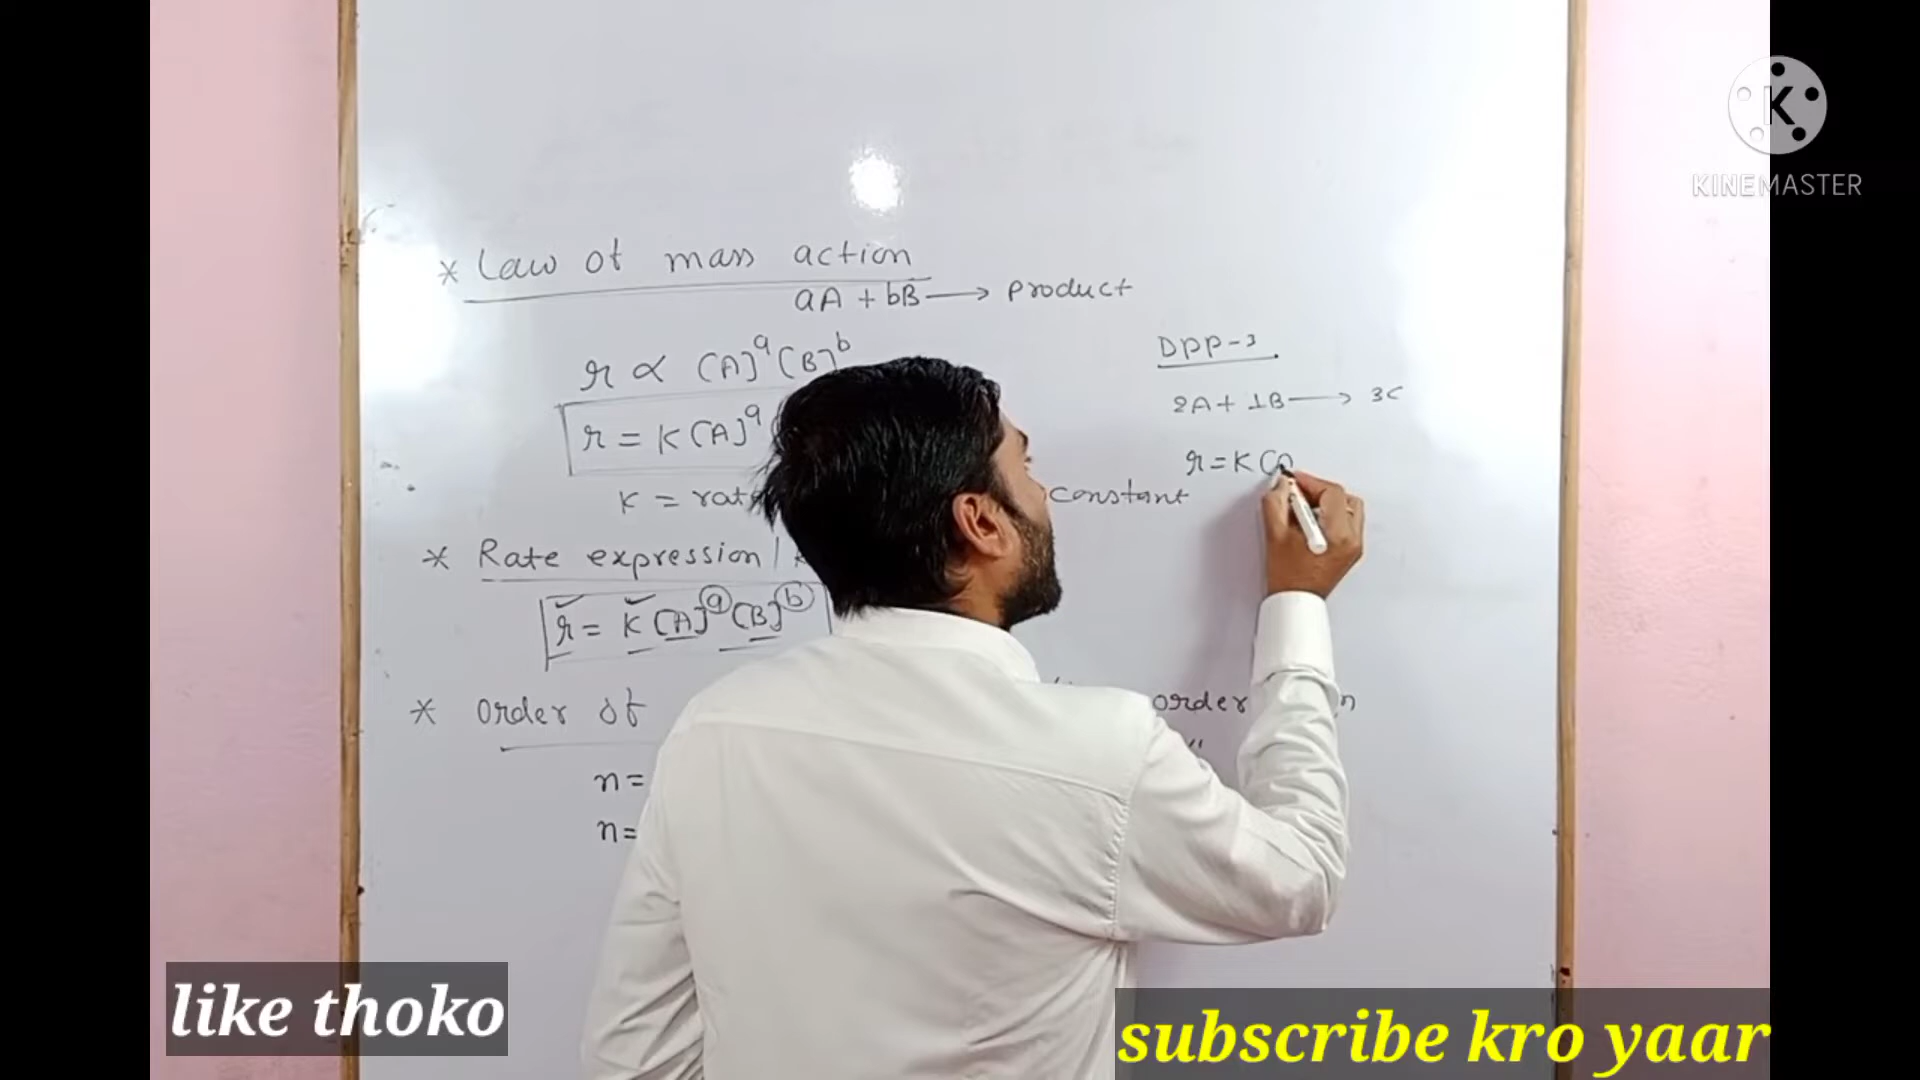 * Law of mass action
aA + bB → product
r ∝ [A]^a [B]^b
r = K [A]^a
K = rate
constant
* Rate expression /
r = K [A]^a [B]^b
* order of
order
n =
n =
DPP-3
2A + 1B → 3C
r = K [
K
KINEMASTER
like thoko
subscribe kro yaar